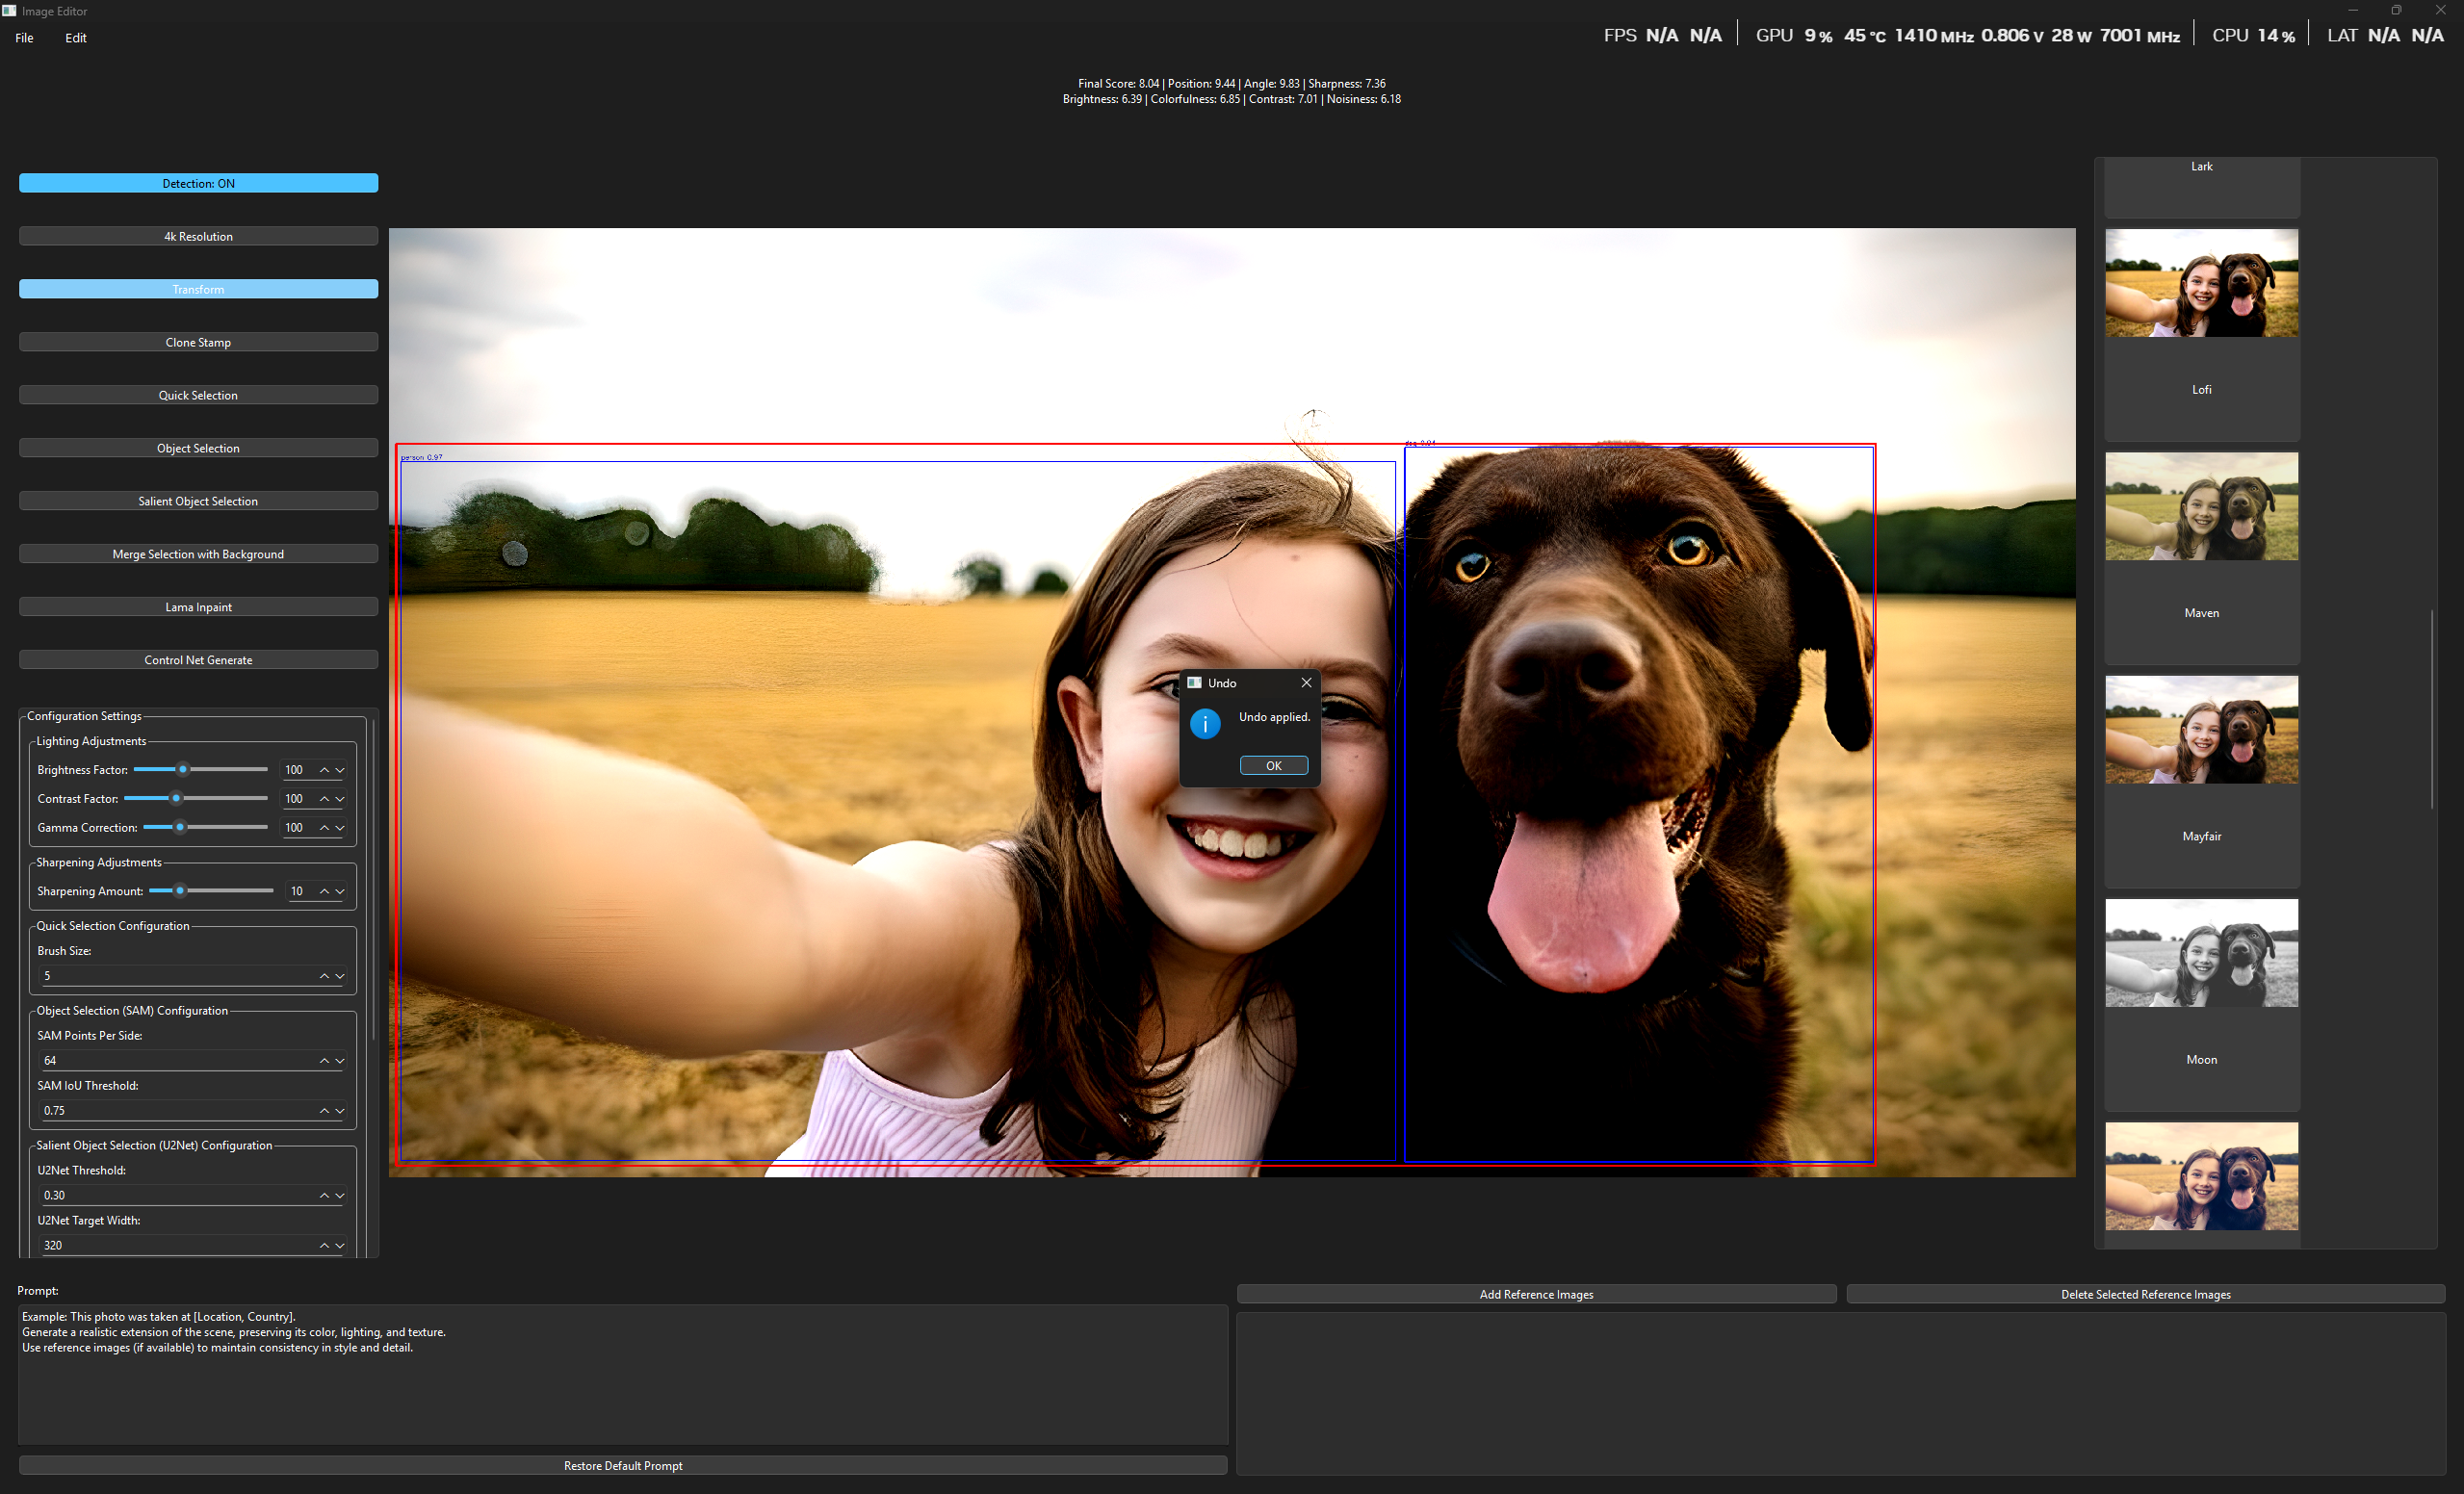 Image Editor
File Edit
FPS N/A N/A | GPU 9 % 45 °C 1410 MHz 0.806 V 28 W 7001 MHz | CPU 14 % | LAT N/A N/A
Final Score: 8.04 | Position: 9.44 | Angle: 9.83 | Sharpness: 7.36
Brightness: 6.39 | Colorfulness: 6.85 | Contrast: 7.01 | Noisiness: 6.18
Detection: ON
4k Resolution
Transform
Clone Stamp
Quick Selection
Object Selection
Salient Object Selection
Merge Selection with Background
Lama Inpaint
Control Net Generate
Configuration Settings
Lighting Adjustments
Brightness Factor: 100
Contrast Factor: 100
Gamma Correction: 100
Sharpening Adjustments
Sharpening Amount: 10
Quick Selection Configuration
Brush Size:
5
Object Selection (SAM) Configuration
SAM Points Per Side:
64
SAM IoU Threshold:
0.75
Salient Object Selection (U2Net) Configuration
U2Net Threshold:
0.30
U2Net Target Width:
320
person 0.97
dog 0.94
Undo
Undo applied.
OK
Lark
Lofi
Maven
Mayfair
Moon
Prompt:
Example: This photo was taken at [Location, Country].
Generate a realistic extension of the scene, preserving its color, lighting, and texture.
Use reference images (if available) to maintain consistency in style and detail.
Restore Default Prompt
Add Reference Images
Delete Selected Reference Images